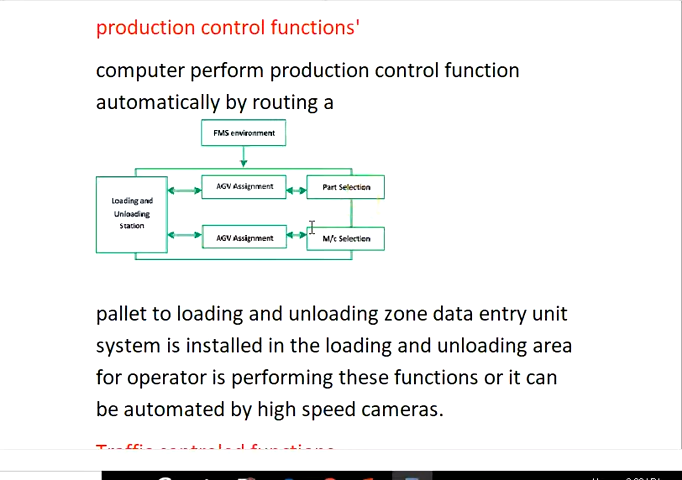 production control functions'
computer perform production control function
automatically by routing a
FMS environment
AGV Assignment
Part Selection
Loading and
Unloading
Station
AGV Assignment
M/c Selection
pallet to loading and unloading zone data entry unit
system is installed in the loading and unloading area
for operator is performing these functions or it can
be automated by high speed cameras.